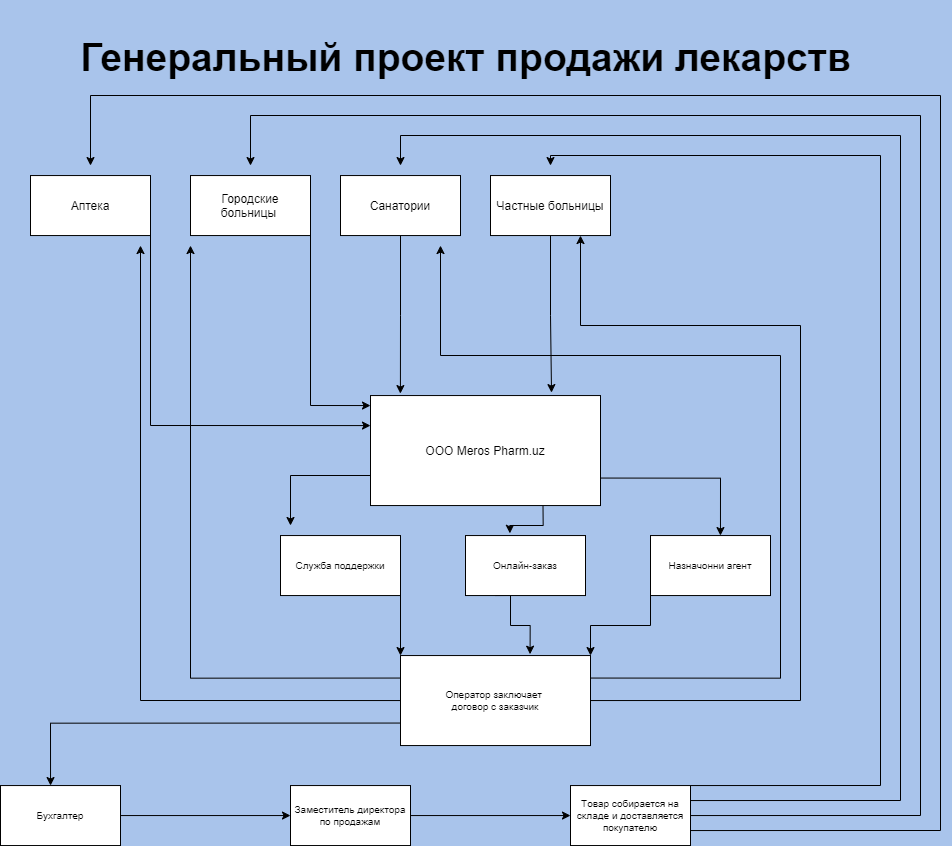 Генеральный проект продажи лекарств
Аптека
Городские
больницы
Санатории
Частные больницы
ООО Meros Pharm.uz
Служба поддержки
Онлайн-заказ
Назначонни агент
Оператор заключает
договор с заказчик
Бухгалтер
Заместитель директора
по продажам
Товар собирается на
складе и доставляется
покупателю